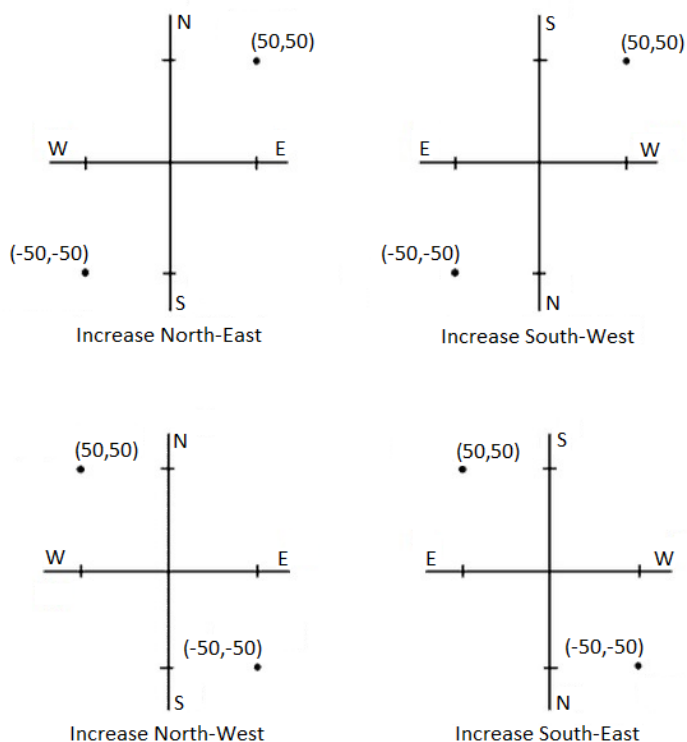 N
(50,50)
W
E
(-50,-50)
S
Increase North-East
S
(50,50)
E
W
(-50,-50)
N
Increase South-West
N
(50,50)
W
E
(-50,-50)
S
Increase North-West
S
(50,50)
E
W
(-50,-50)
N
Increase South-East